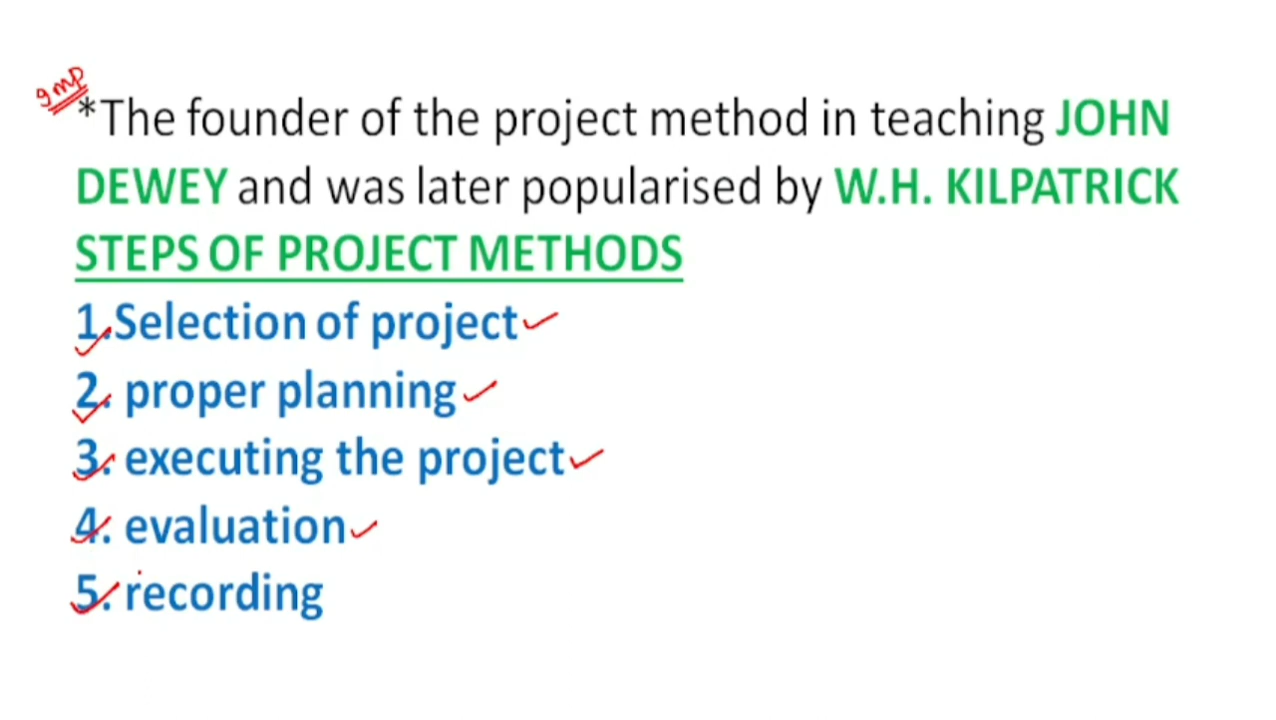 Imp
*The founder of the project method in teaching JOHN
DEWEY and was later popularised by W.H. KILPATRICK
STEPS OF PROJECT METHODS
1.Selection of project
2. proper planning
3. executing the project
4. evaluation
5. recording